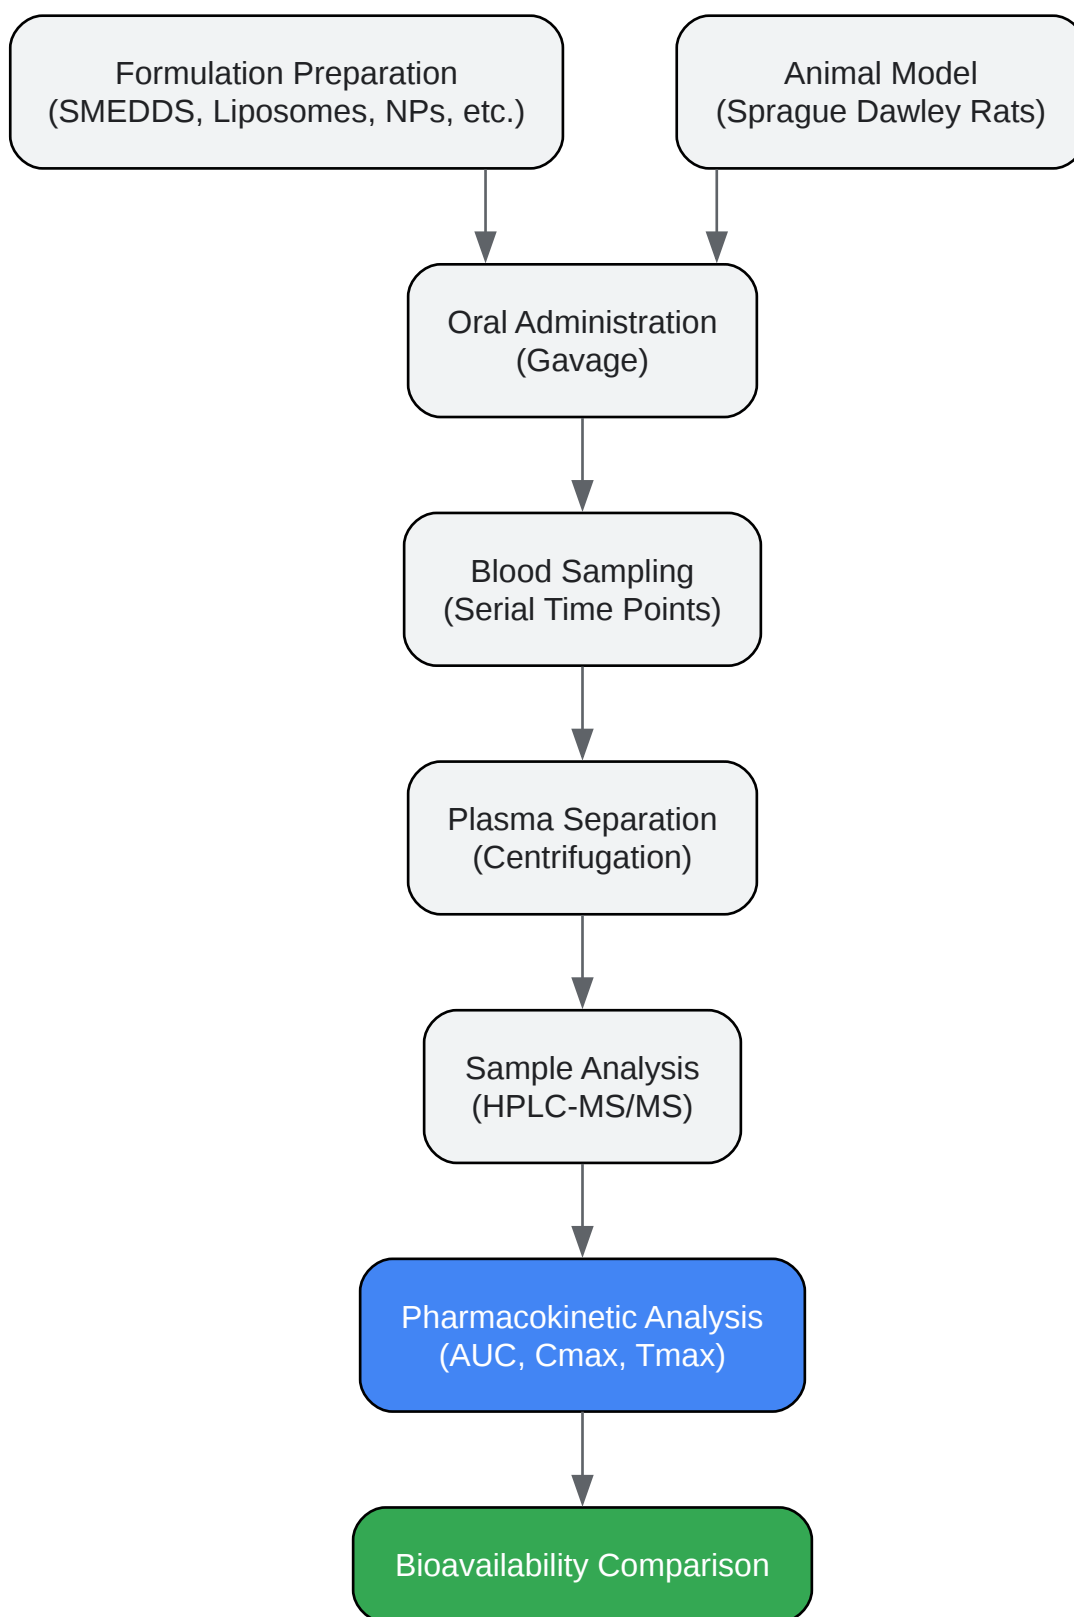 Formulation Preparation
(SMEDDS, Liposomes, NPs, etc.)
Animal Model
(Sprague Dawley Rats)
Oral Administration
(Gavage)
Blood Sampling
(Serial Time Points)
Plasma Separation
(Centrifugation)
Sample Analysis
(HPLC-MS/MS)
Pharmacokinetic Analysis
(AUC, Cmax, Tmax)
Bioavailability Comparison